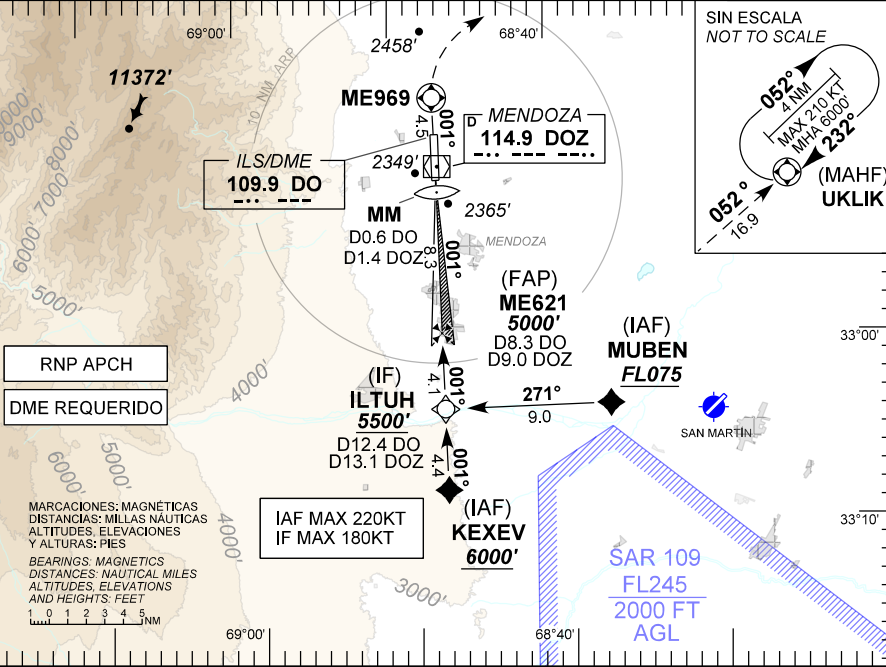 69°00'
68°40'
2458'
11372'
10 NM ARP
9000'
9000'
8000'
7000'
6000'
5000'
ME969
4.5
001°
D MENDOZA
114.9 DOZ
ILS/DME
109.9 DO
2349'
MM
D0.6 DO
D1.4 DOZ
2365'
MENDOZA
8.3
001°
(FAP)
ME621
5000'
D8.3 DO
D9.0 DOZ
SIN ESCALA
NOT TO SCALE
052°
4 NM
MAX 210 KT
MHA 6000'
232°
(MAHF)
UKLIK
052°
16.9
33°00'
(IAF)
MUBEN
FL075
RNP APCH
DME REQUERIDO
4000'
(IF)
ILTUH
5500'
D12.4 DO
D13.1 DOZ
4.1
001°
271°
9.0
SAN MARTÍN
4.4
001°
(IAF)
KEXEV
6000'
IAF MAX 220KT
IF MAX 180KT
5000'
6000'
4000'
3000'
33°10'
SAR 109
FL245
2000 FT
AGL
MARCACIONES: MAGNÉTICAS
DISTANCIAS: MILLAS NÁUTICAS
ALTITUDES, ELEVACIONES
Y ALTURAS: PIES
BEARINGS: MAGNETICS
DISTANCES: NAUTICAL MILES
ALTITUDES, ELEVATIONS
AND HEIGHTS: FEET
1 0 1 2 3 4 5 NM
69°00'
68°40'